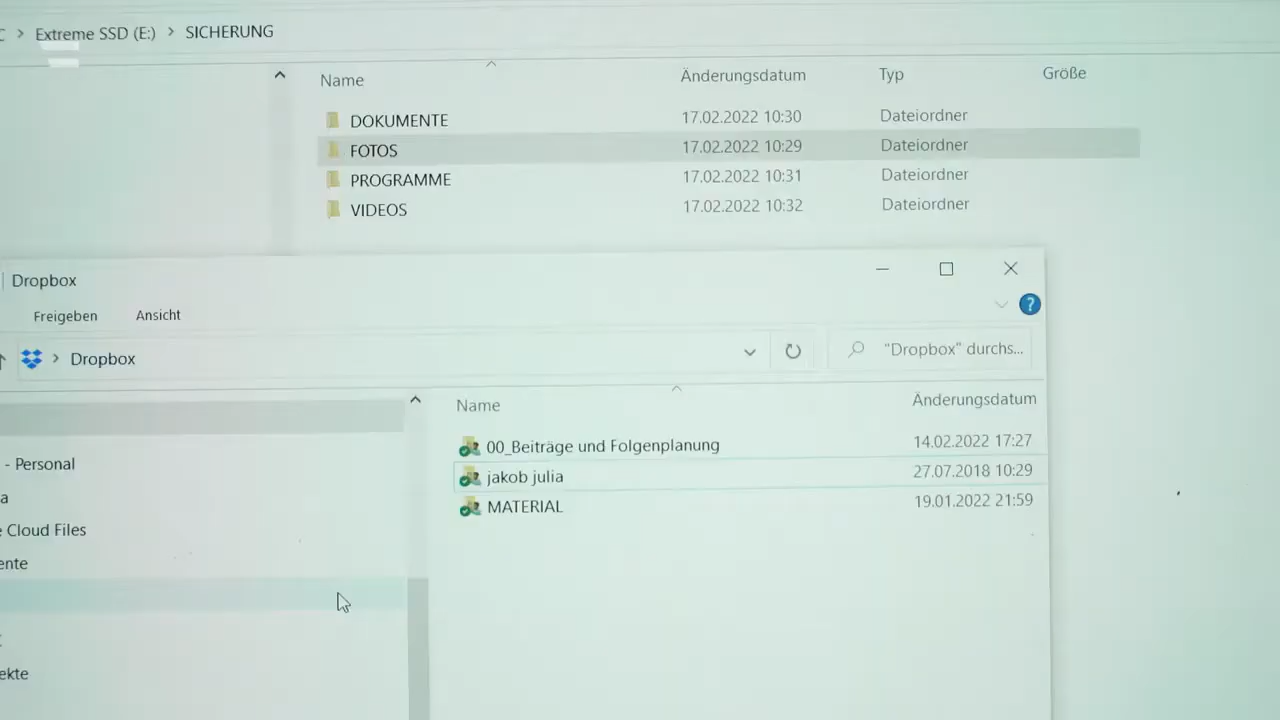 Extreme SSD (E:) > SICHERUNG
Name Änderungsdatum Typ Größe
DOKUMENTE 17.02.2022 10:30 Dateiordner
FOTOS 17.02.2022 10:29 Dateiordner
PROGRAMME 17.02.2022 10:31 Dateiordner
VIDEOS 17.02.2022 10:32 Dateiordner
Dropbox
Freigeben Ansicht
?
> Dropbox "Dropbox" durchs...
Name Änderungsdatum
00_Beiträge und Folgenplanung 14.02.2022 17:27
jakob julia 27.07.2018 10:29
MATERIAL 19.01.2022 21:59
- Personal
a
Cloud Files
ente
ekte